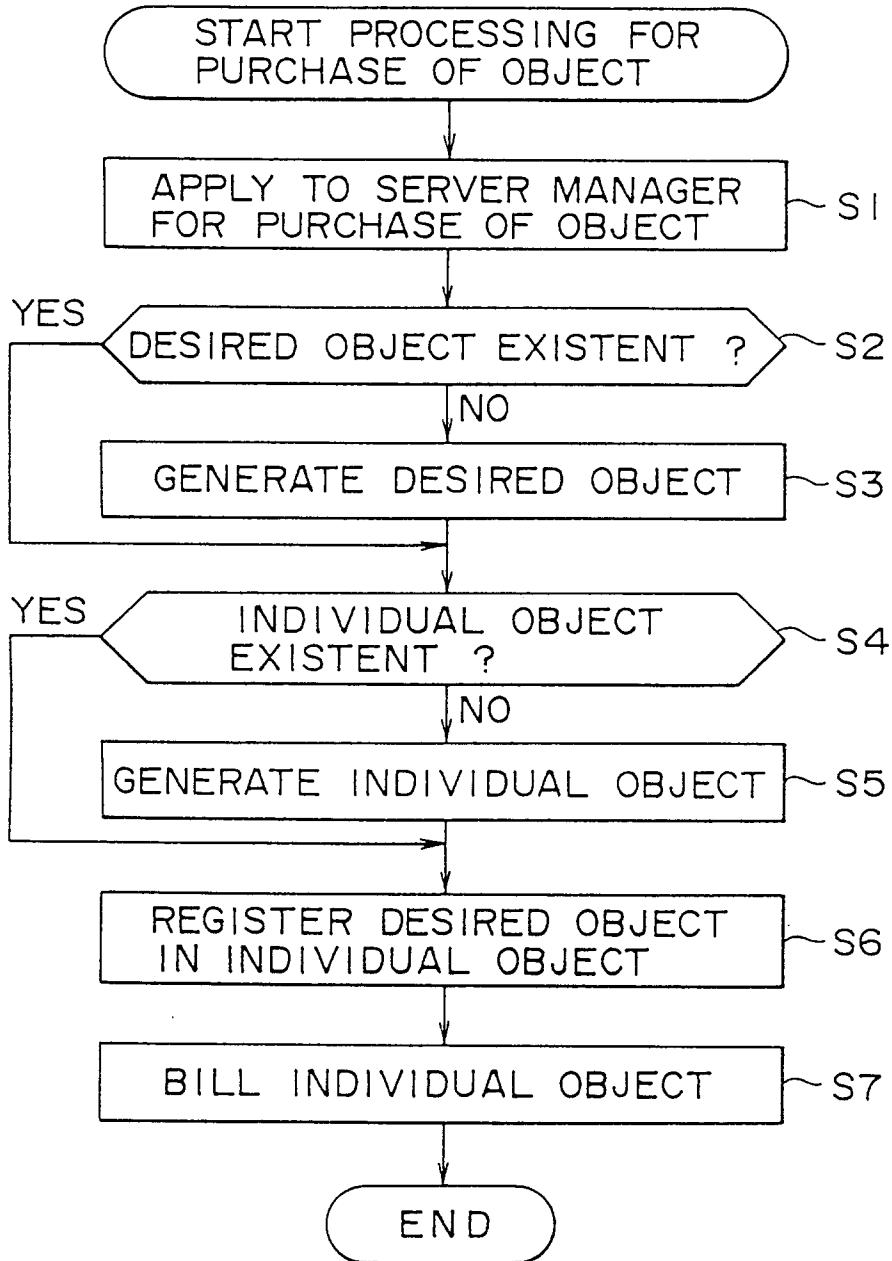 START PROCESSING FOR
PURCHASE OF OBJECT
APPLY TO SERVER MANAGER
FOR PURCHASE OF OBJECT
S1
YES
DESIRED OBJECT EXISTENT ?
S2
NO
GENERATE DESIRED OBJECT
S3
YES
INDIVIDUAL OBJECT
EXISTENT ?
S4
NO
GENERATE INDIVIDUAL OBJECT
S5
REGISTER DESIRED OBJECT
IN INDIVIDUAL OBJECT
S6
BILL INDIVIDUAL OBJECT
S7
END